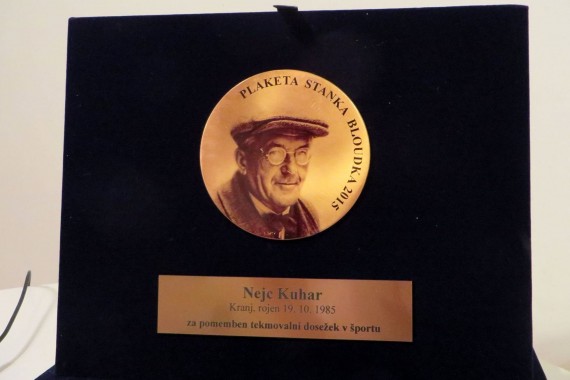 PLAKETA STANKA BLOUDKA 2015
Nejc Kuhar
Kranj, rojen 19. 10. 1985
za pomemben tekmovalni dosežek v športu